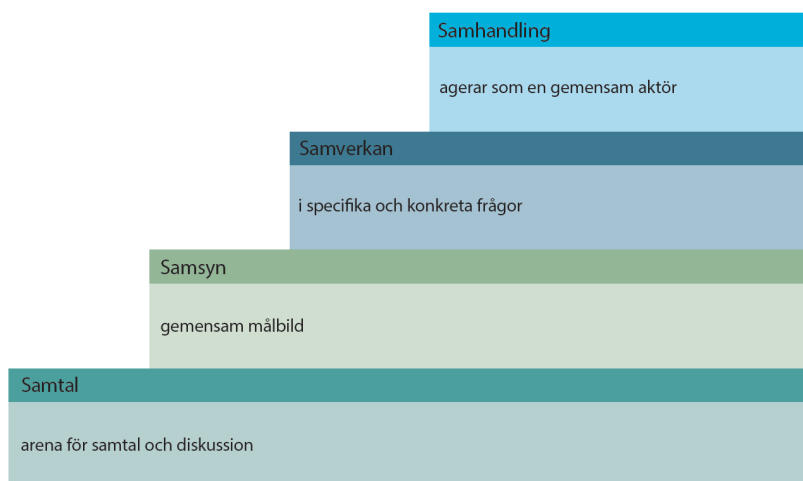 Samhandling
agerar som en gemensam aktör
Samverkan
i specifika och konkreta frågor
Samsyn
gemensam målbild
Samtal
arena för samtal och diskussion